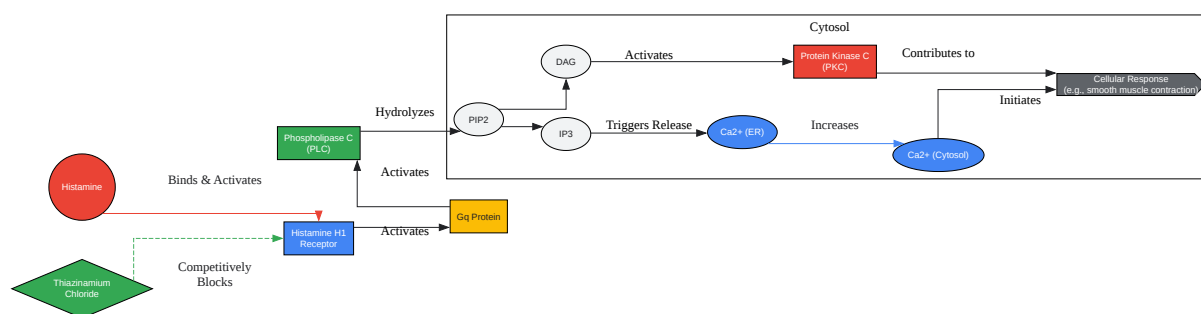 Cytosol
DAG
Activates
Protein Kinase C
(PKC)
Contributes to
Cellular Response
(e.g., smooth muscle contraction)
Initiates
Hydrolyzes
PIP2
IP3
Triggers Release
Ca2+ (ER)
Increases
Ca2+ (Cytosol)
Phospholipase C
(PLC)
Activates
Histamine
Binds & Activates
Gq Protein
Histamine H1
Receptor
Activates
Competitively
Blocks
Thiazinamium
Chloride